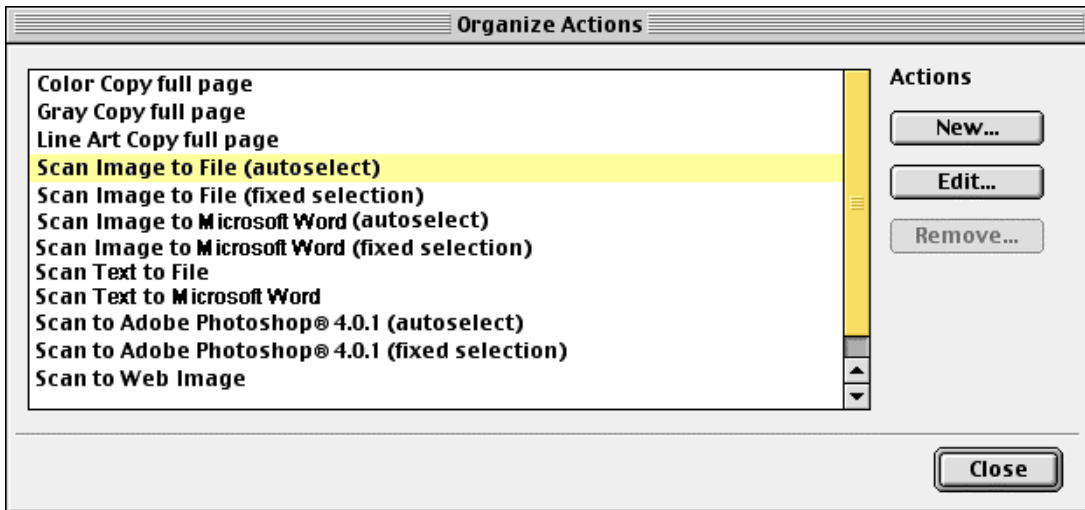 Organize Actions
Color Copy full page
Gray Copy full page
Line Art Copy full page
Scan Image to File (autoselect)
Scan Image to File (fixed selection)
Scan Image to Microsoft Word (autoselect)
Scan Image to Microsoft Word (fixed selection)
Scan Text to File
Scan Text to Microsoft Word
Scan to Adobe Photoshop® 4.0.1 (autoselect)
Scan to Adobe Photoshop® 4.0.1 (fixed selection)
Scan to Web Image
Actions
New...
Edit...
Remove...
Close